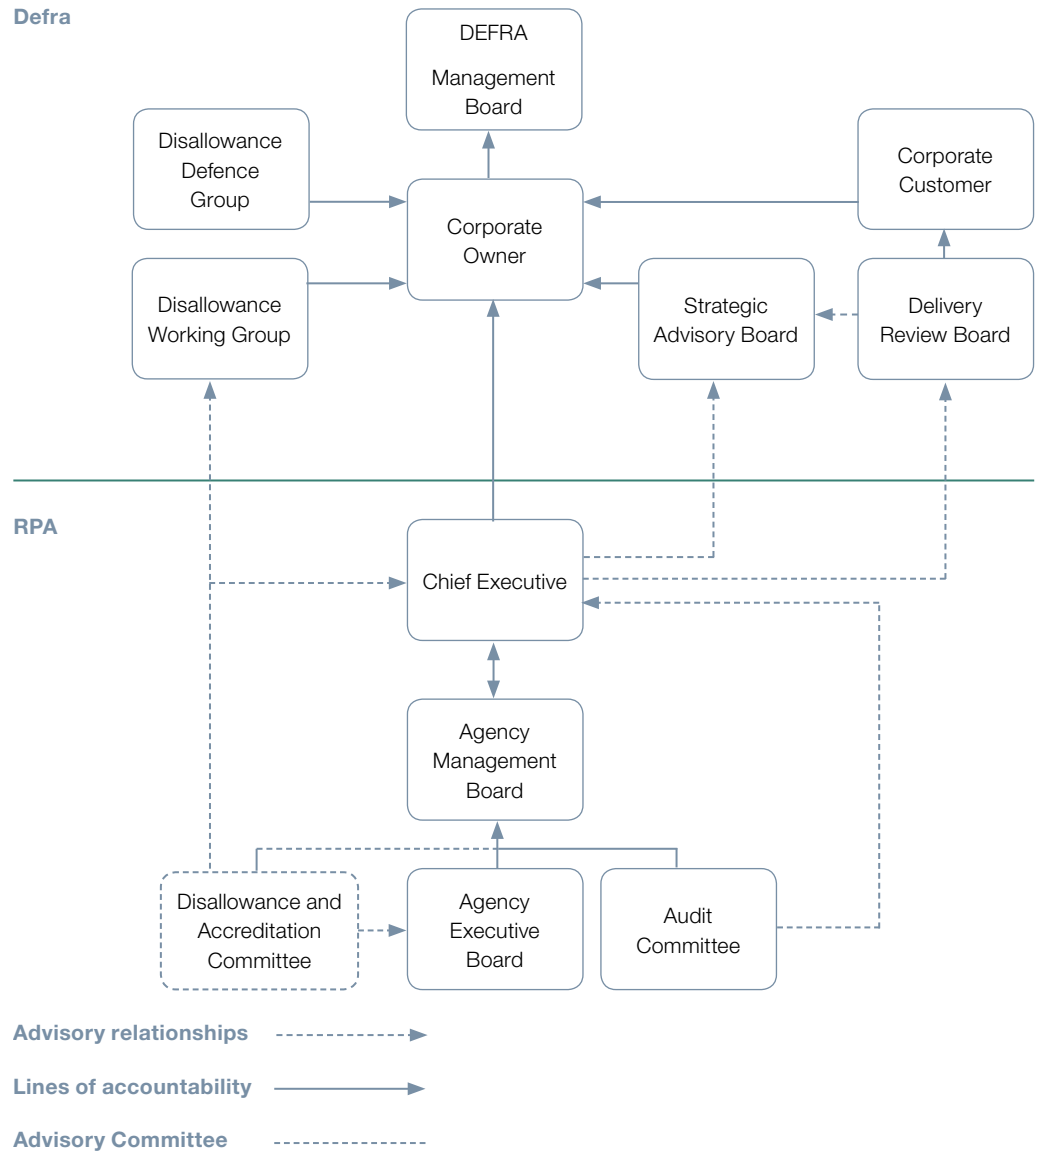 Defra
DEFRA
Management
Board
Disallowance
Defence
Group
Corporate
Customer
Corporate
Owner
Disallowance
Working Group
Strategic
Advisory Board
Delivery
Review Board
RPA
Chief Executive
Agency
Management
Board
Disallowance and
Accreditation
Committee
Agency
Executive
Board
Audit
Committee
Advisory relationships
Lines of accountability
Advisory Committee